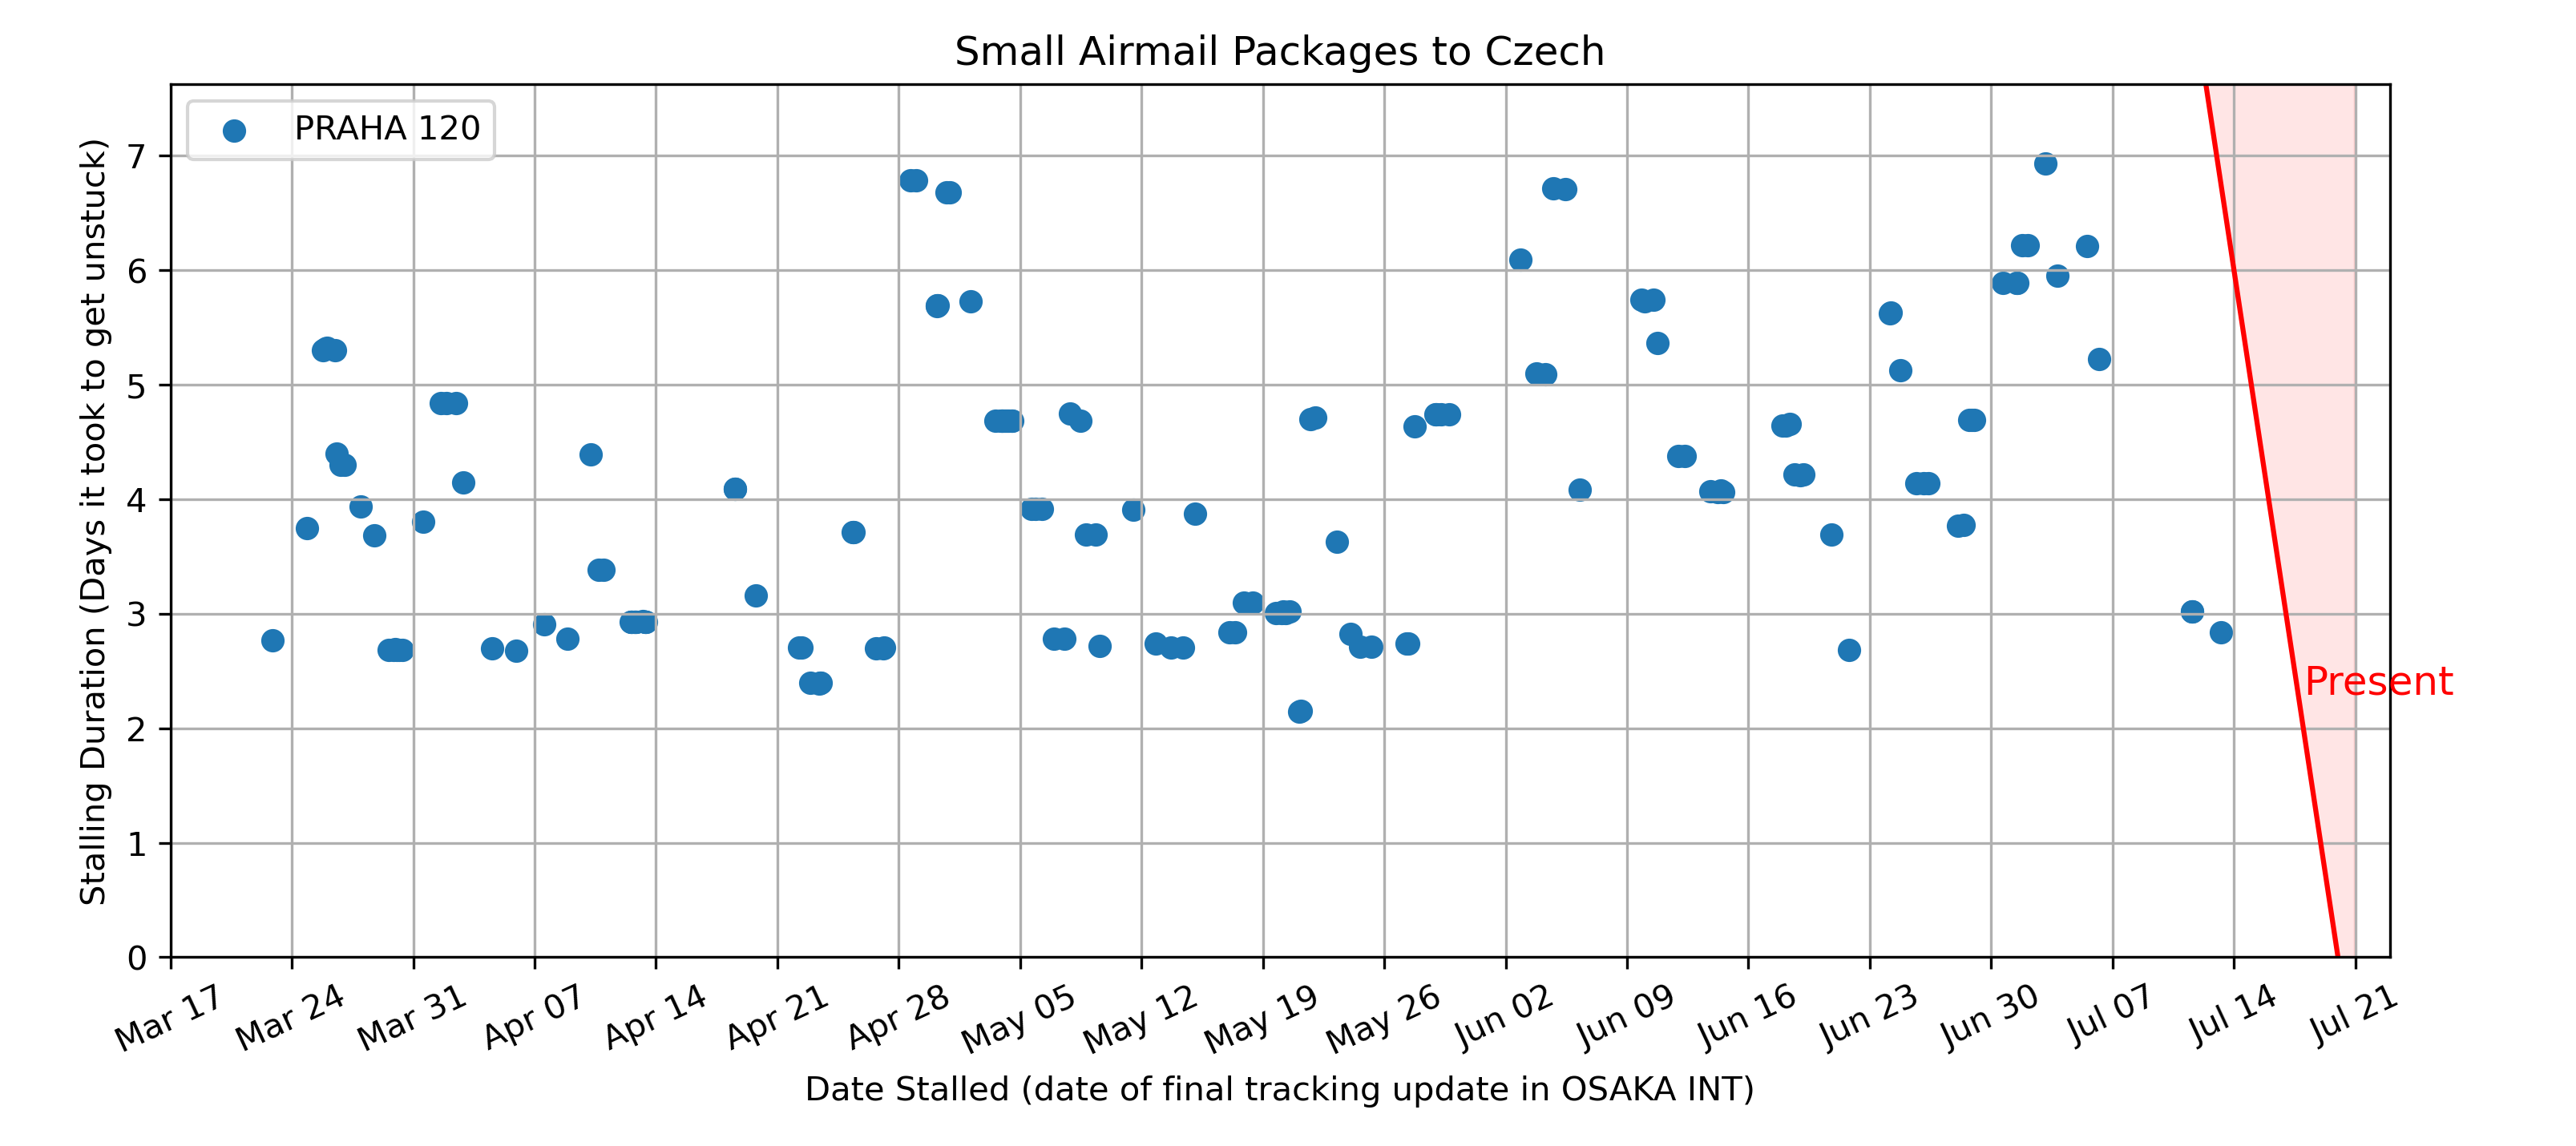 Small Airmail Packages to Czech
PRAHA 120
Stalling Duration (Days it took to get unstuck)
7
6
5
4
3
2
1
0
Present
Mar 17 Mar 24 Mar 31 Apr 07 Apr 14 Apr 21 Apr 28 May 05 May 12 May 19 May 26 Jun 02 Jun 09 Jun 16 Jun 23 Jun 30 Jul 07 Jul 14 Jul 21
Date Stalled (date of final tracking update in OSAKA INT)